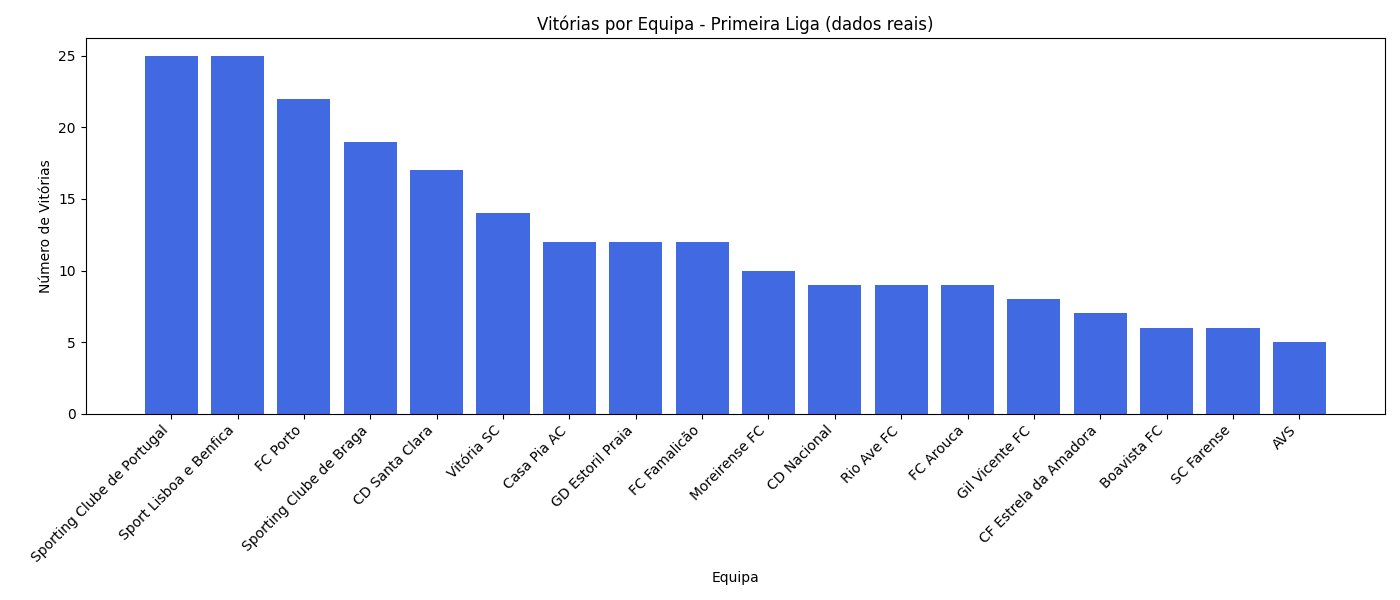 Vitórias por Equipa - Primeira Liga (dados reais)
Número de Vitórias
25
20
15
10
5
0
Sporting Clube de Portugal
Sport Lisboa e Benfica
FC Porto
Sporting Clube de Braga
CD Santa Clara
Vitória SC
Casa Pia AC
GD Estoril Praia
FC Famalicão
Moreirense FC
CD Nacional
Rio Ave FC
FC Arouca
Gil Vicente FC
CF Estrela da Amadora
Boavista FC
SC Farense
AVS
Equipa